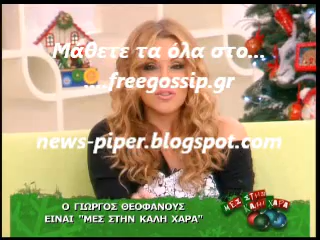 Μάθετε τα όλα στο...
....freegossip.gr
news-piper.blogspot.com
Ο ΓΙΩΡΓΟΣ ΘΕΟΦΑΝΟΥΣ
ΕΙΝΑΙ "ΜΕΣ ΣΤΗΝ ΚΑΛΗ ΧΑΡΑ"
ΜΕΣ ΣΤΗΝ
ΚΑΛΗ ΧΑΡΑ